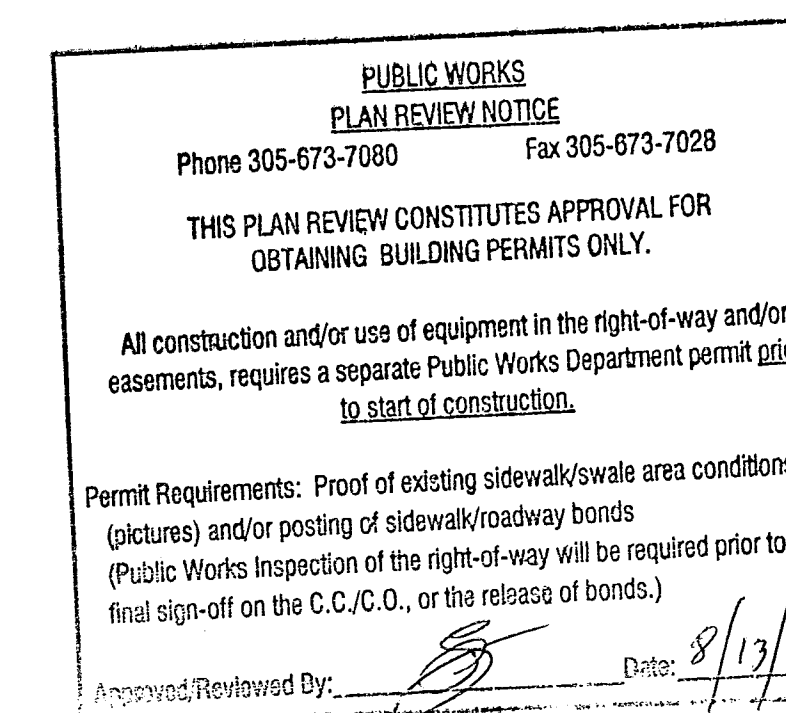 PUBLIC WORKS
PLAN REVIEW NOTICE
Phone 305-673-7080 Fax 305-673-7028
THIS PLAN REVIEW CONSTITUTES APPROVAL FOR
OBTAINING BUILDING PERMITS ONLY.
All construction and/or use of equipment in the right-of-way and/or
easements, requires a separate Public Works Department permit
to start of construction.
Permit Requirements: Proof of existing sidewalk/swale area conditions
(pictures) and/or posting of sidewalk/roadway bonds
(Public Works Inspection of the right-of-way will be required prior to
final sign-off on the C.C./C.O., or the release of bonds.)
Approved/Reviewed By: Date: 8/13/